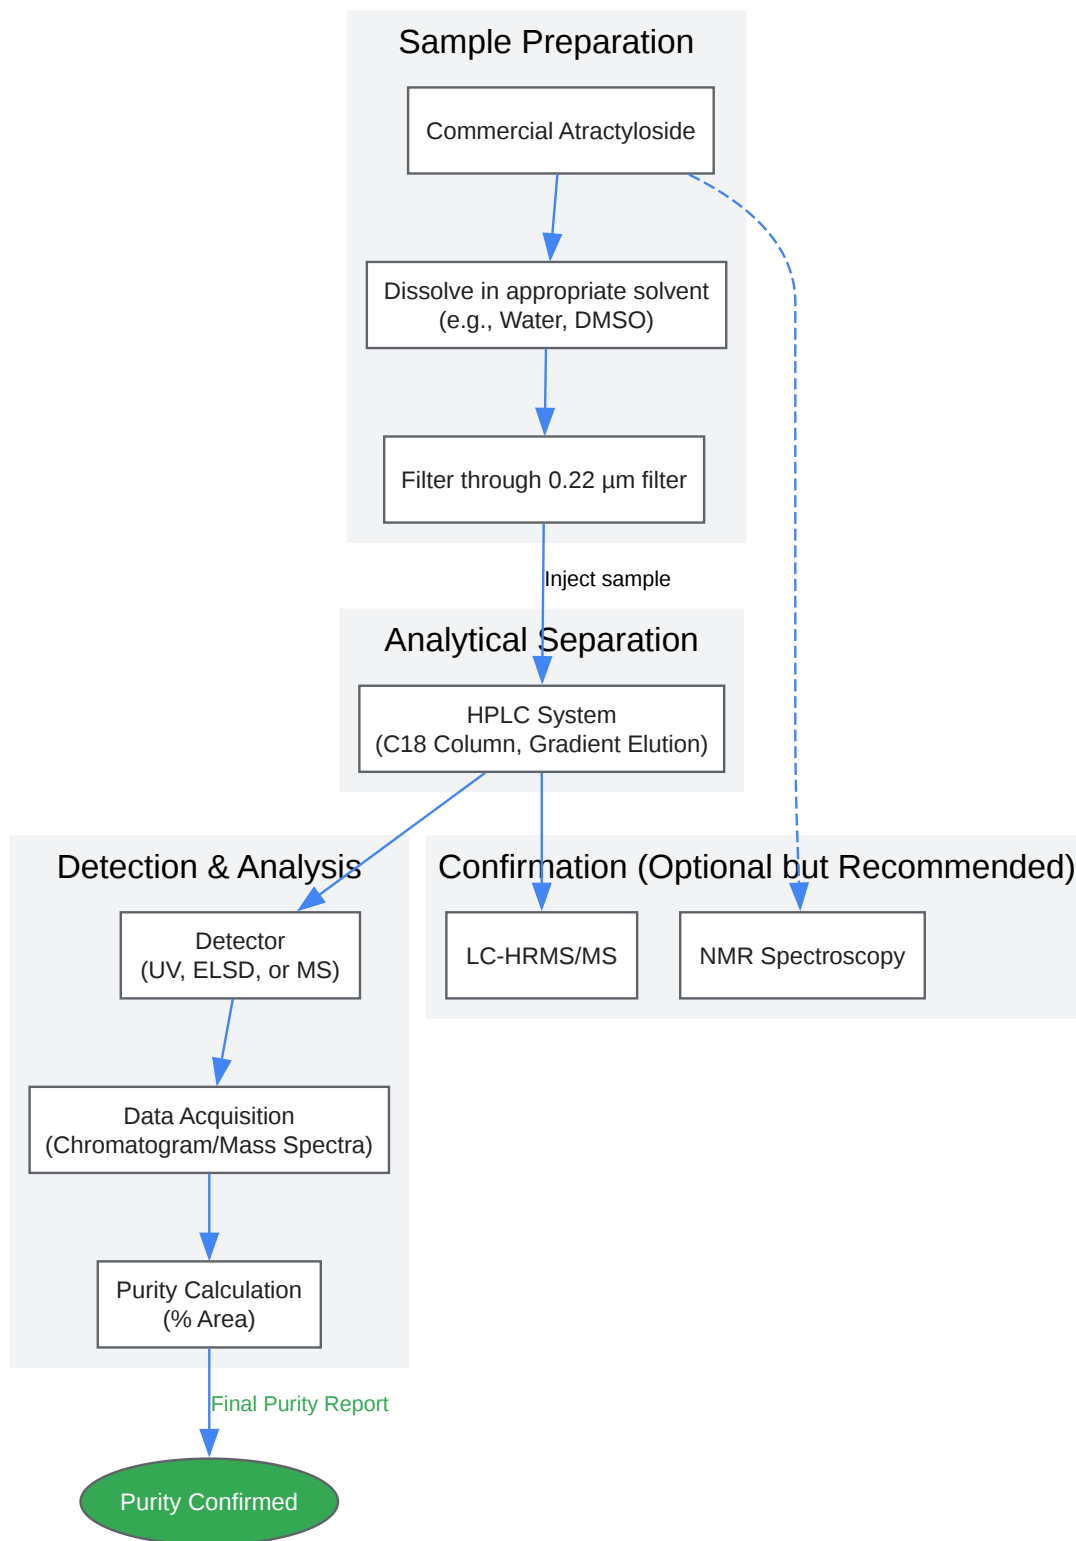 Sample Preparation
Commercial Atractyloside
Dissolve in appropriate solvent
(e.g., Water, DMSO)
Filter through 0.22 µm filter
Inject sample
Analytical Separation
HPLC System
(C18 Column, Gradient Elution)
Detection & Analysis
Detector
(UV, ELSD, or MS)
Data Acquisition
(Chromatogram/Mass Spectra)
Purity Calculation
(% Area)
Final Purity Report
Purity Confirmed
Confirmation (Optional but Recommended)
LC-HRMS/MS
NMR Spectroscopy